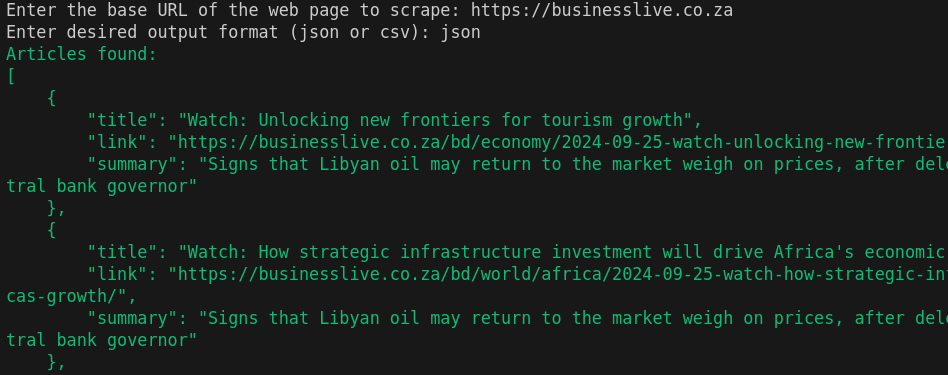 Enter the base URL of the web page to scrape: https://businesslive.co.za
Enter desired output format (json or csv): json
Articles found:
[
    {
        "title": "Watch: Unlocking new frontiers for tourism growth",
        "link": "https://businesslive.co.za/bd/economy/2024-09-25-watch-unlocking-new-frontie
        "summary": "Signs that Libyan oil may return to the market weigh on prices, after dele
tral bank governor"
    },
    {
        "title": "Watch: How strategic infrastructure investment will drive Africa's economic
        "link": "https://businesslive.co.za/bd/world/africa/2024-09-25-watch-how-strategic-in
cas-growth/",
        "summary": "Signs that Libyan oil may return to the market weigh on prices, after dele
tral bank governor"
    },